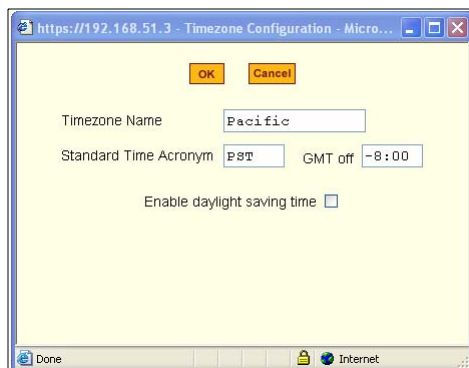 https://192.168.51.3 - Timezone Configuration - Micro...
OK Cancel
Timezone Name Pacific
Standard Time Acronym PST GMT off -8:00
Enable daylight saving time
Done Internet